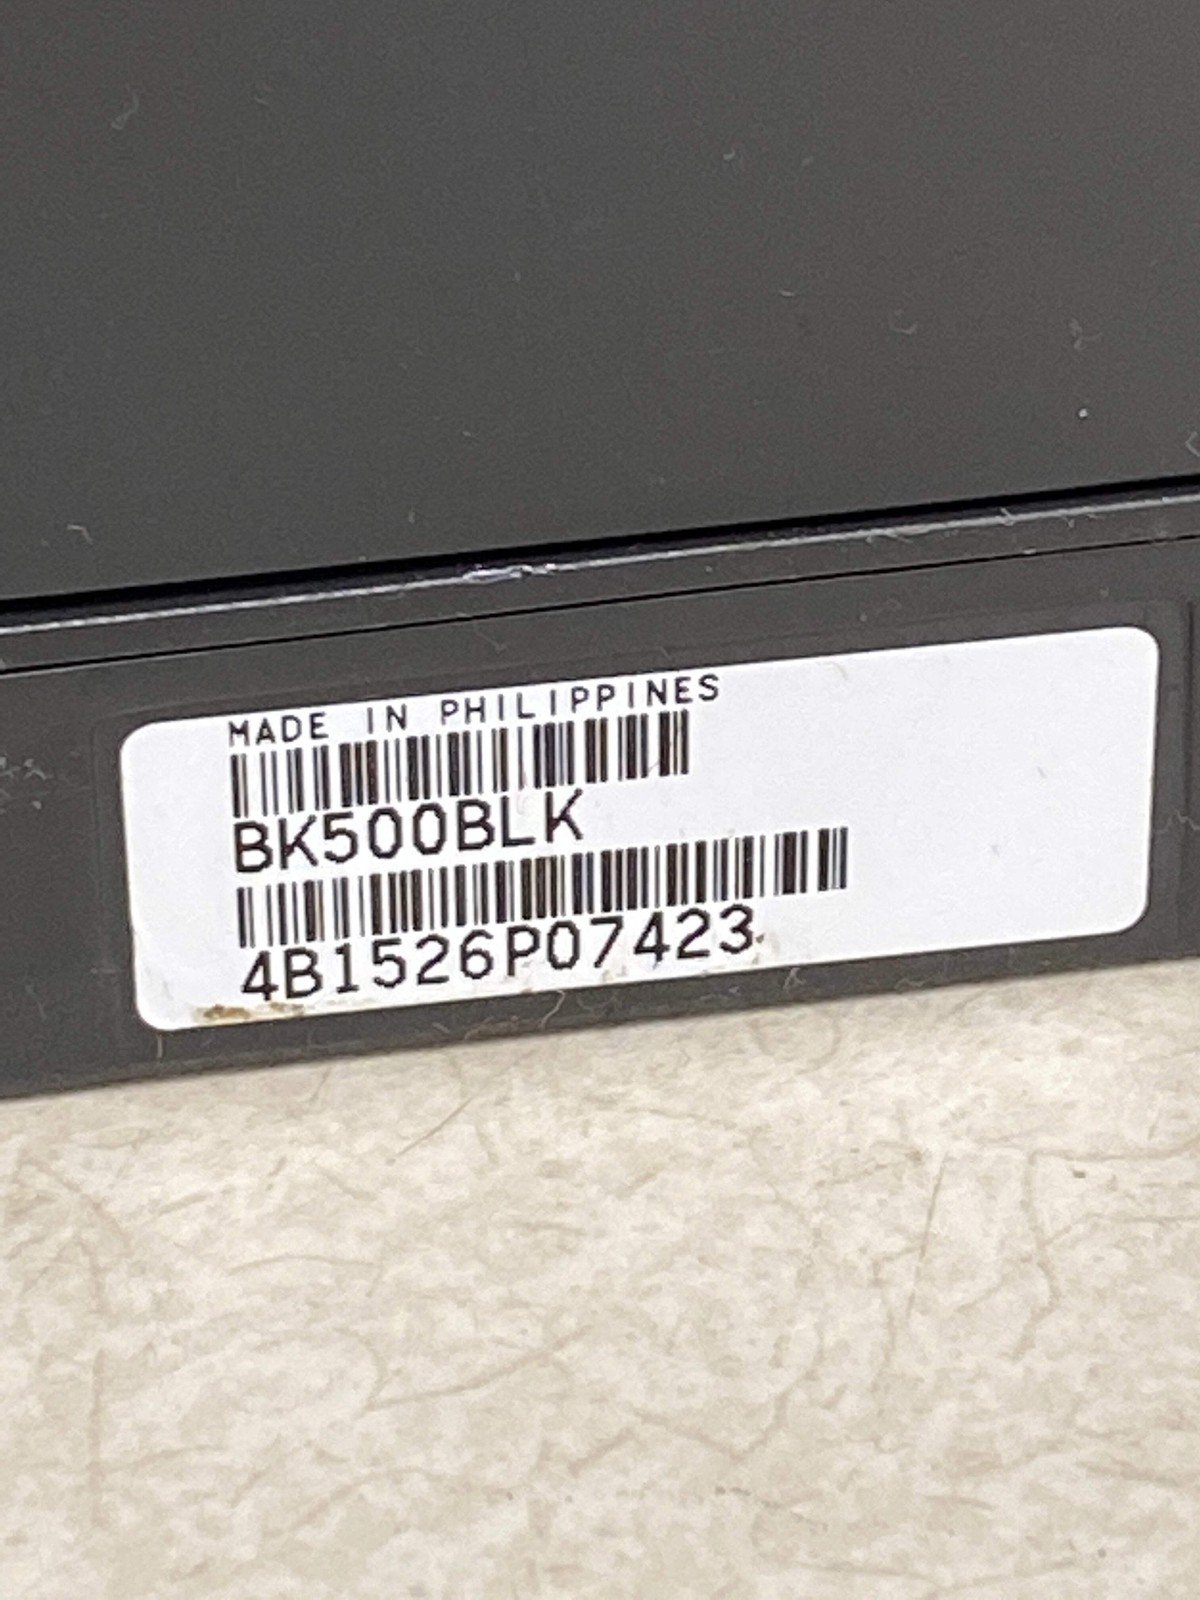 MADE IN PHILIPPINES
BK500BLK
4B1526P07423